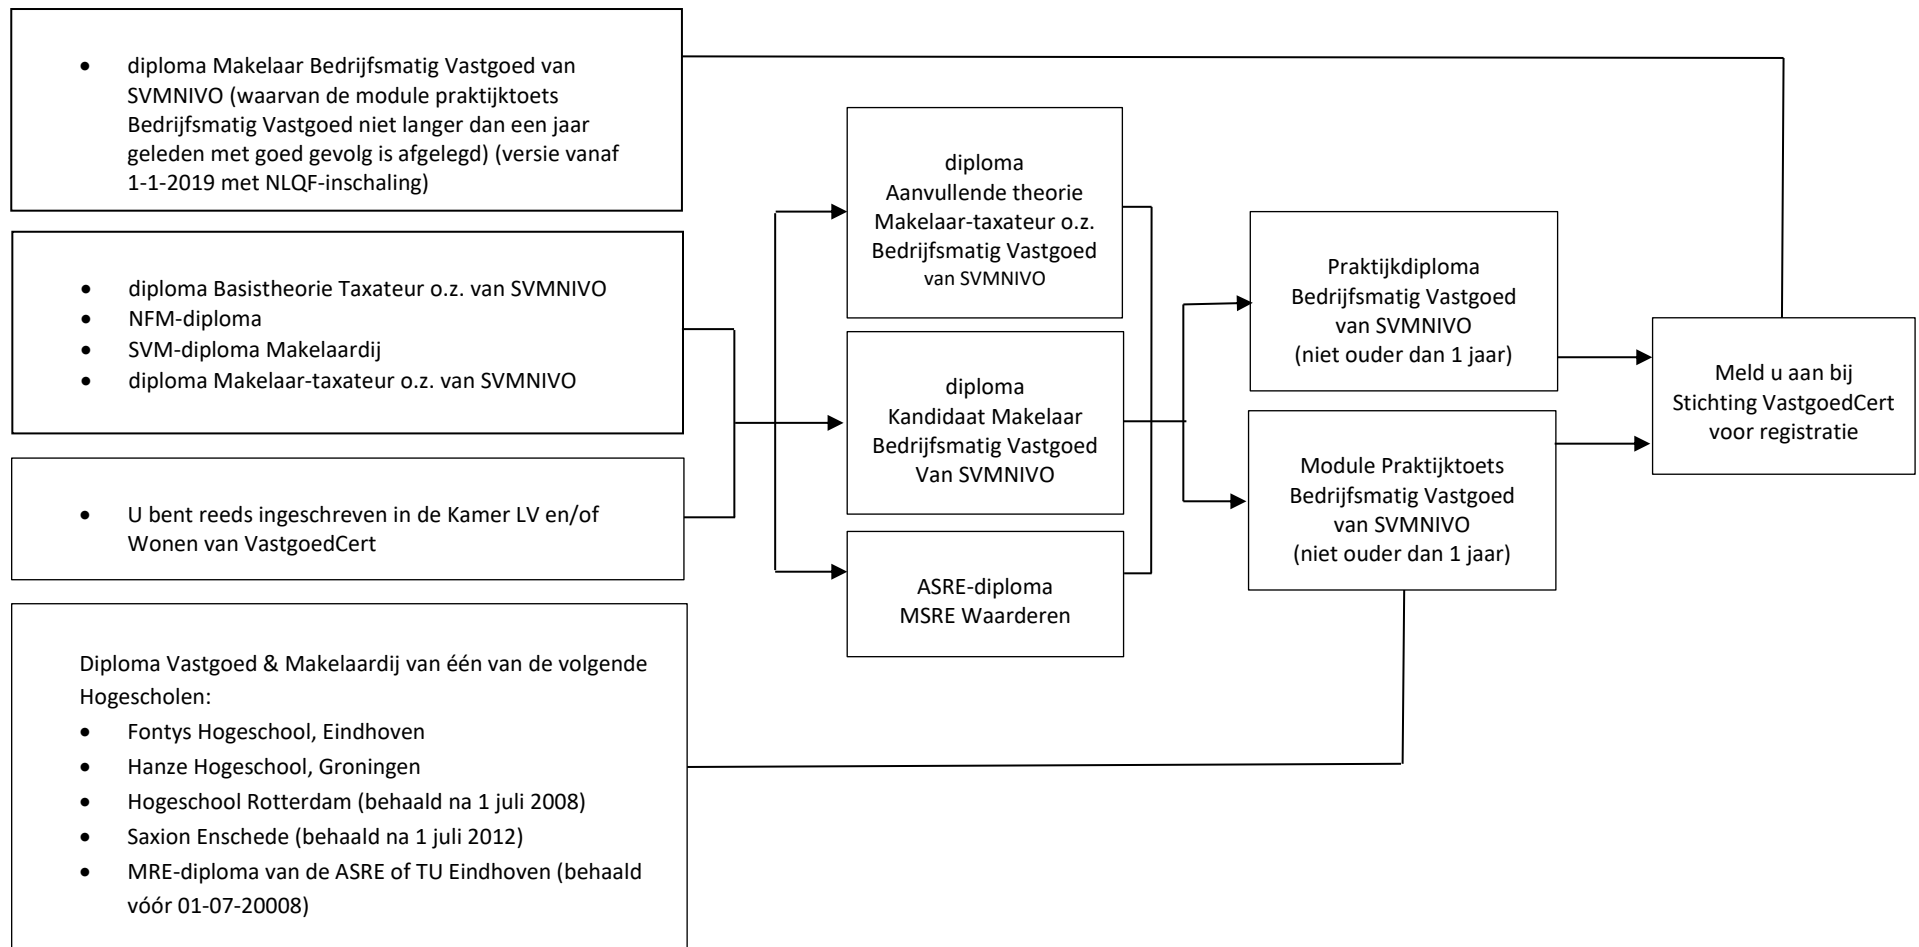 • diploma Makelaar Bedrijfsmatig Vastgoed van
SVMNIVO (waarvan de module praktijktoets
Bedrijfsmatig Vastgoed niet langer dan een jaar
geleden met goed gevolg is afgelegd) (versie vanaf
1-1-2019 met NLQF-inschaling)
• diploma Basistheorie Taxateur o.z. van SVMNIVO
• NFM-diploma
• SVM-diploma Makelaardij
• diploma Makelaar-taxateur o.z. van SVMNIVO
• U bent reeds ingeschreven in de Kamer LV en/of
Wonen van VastgoedCert
Diploma Vastgoed & Makelaardij van één van de volgende
Hogescholen:
• Fontys Hogeschool, Eindhoven
• Hanze Hogeschool, Groningen
• Hogeschool Rotterdam (behaald na 1 juli 2008)
• Saxion Enschede (behaald na 1 juli 2012)
• MRE-diploma van de ASRE of TU Eindhoven (behaald
vóór 01-07-20008)
diploma
Aanvullende theorie
Makelaar-taxateur o.z.
Bedrijfsmatig Vastgoed
van SVMNIVO
diploma
Kandidaat Makelaar
Bedrijfsmatig Vastgoed
Van SVMNIVO
ASRE-diploma
MSRE Waarderen
Praktijkdiploma
Bedrijfsmatig Vastgoed
van SVMNIVO
(niet ouder dan 1 jaar)
Module Praktijktoets
Bedrijfsmatig Vastgoed
van SVMNIVO
(niet ouder dan 1 jaar)
Meld u aan bij
Stichting VastgoedCert
voor registratie